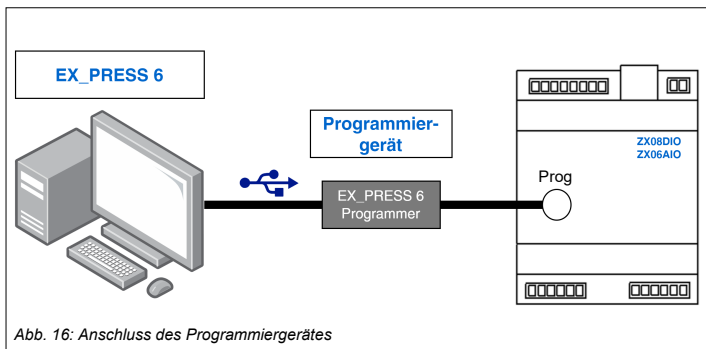 EX_PRESS 6
Programmier-
gerät
EX_PRESS 6
Programmer
ZX08DIO
ZX06AIO
Prog
Abb. 16: Anschluss des Programmiergerätes